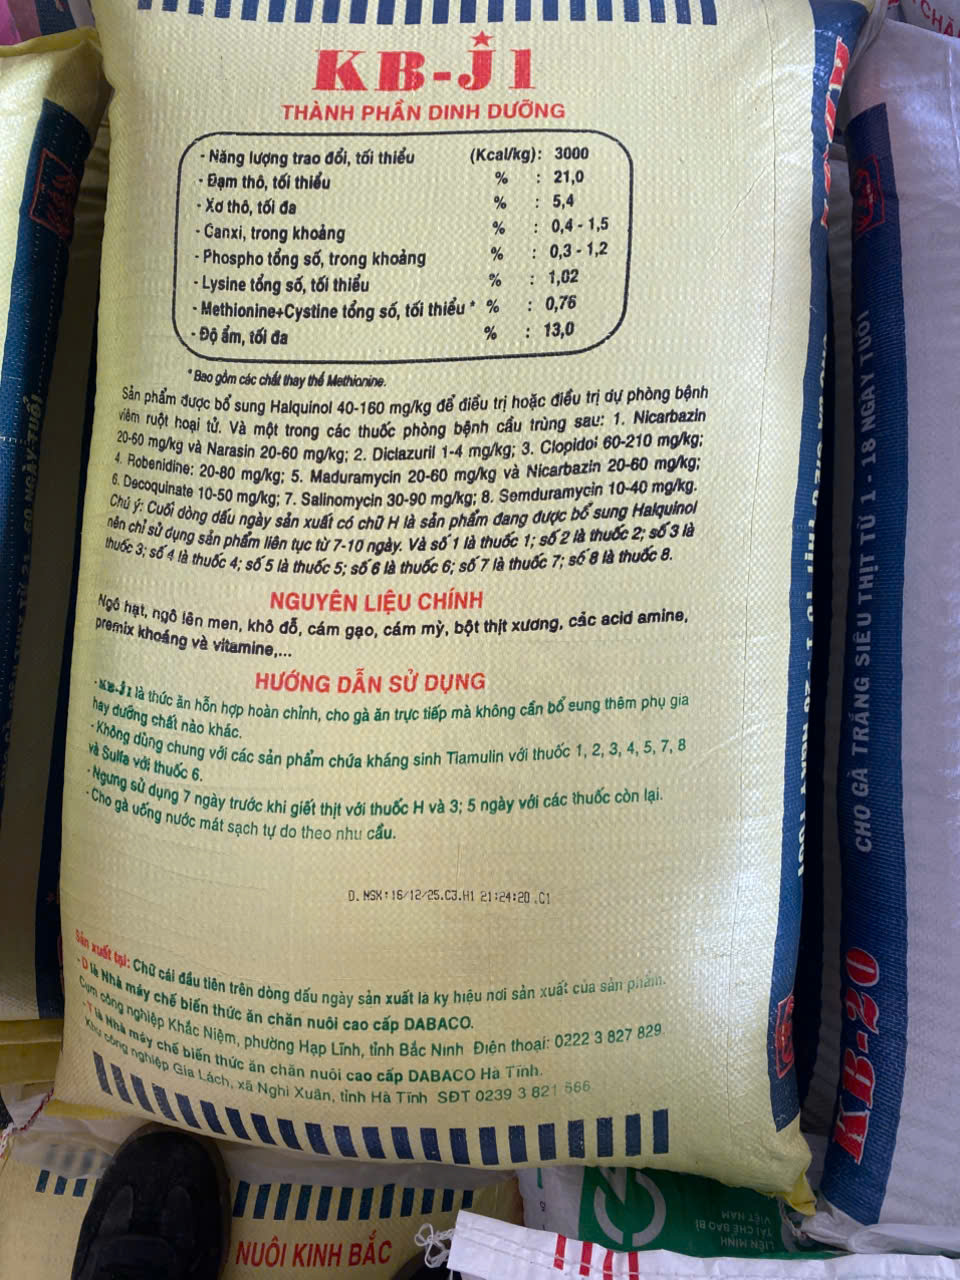 KB-J1
THÀNH PHẦN DINH DƯỠNG
- Năng lượng trao đổi, tối thiểu (Kcal/kg): 3000
- Đạm thô, tối thiểu % : 21,0
- Xơ thô, tối đa % : 5,4
- Canxi, trong khoảng % : 0,4 - 1,5
- Phospho tổng số, trong khoảng % : 0,3 - 1,2
- Lysine tổng số, tối thiểu % : 1,02
- Methionine+Cystine tổng số, tối thiểu * % : 0,76
- Độ ẩm, tối đa % : 13,0
* Bao gồm các chất thay thế Methionine.
Sản phẩm được bổ sung Halquinol 40-160 mg/kg để điều trị hoặc điều trị dự phòng bệnh
viêm ruột hoại tử. Và một trong các thuốc phòng bệnh cầu trùng sau: 1. Nicarbazin
20-60 mg/kg và Narasin 20-60 mg/kg; 2. Diclazuril 1-4 mg/kg; 3. Clopidol 60-210 mg/kg;
4. Robenidine: 20-80 mg/kg; 5. Maduramycin 20-60 mg/kg và Nicarbazin 20-60 mg/kg;
6. Decoquinate 10-50 mg/kg; 7. Salinomycin 30-90 mg/kg; 8. Semduramycin 10-40 mg/kg.
Chú ý: Cuối dòng dấu ngày sản xuất có chữ H là sản phẩm đang được bổ sung Halquinol
nên chỉ sử dụng sản phẩm liên tục từ 7-10 ngày. Và số 1 là thuốc 1; số 2 là thuốc 2; số 3 là
thuốc 3; số 4 là thuốc 4; số 5 là thuốc 5; số 6 là thuốc 6; số 7 là thuốc 7; số 8 là thuốc 8.
NGUYÊN LIỆU CHÍNH
Ngô hạt, ngô lên men, khô đỗ, cám gạo, cám mỳ, bột thịt xương, các acid amine,
premix khoáng và vitamine,...
HƯỚNG DẪN SỬ DỤNG
- KB-J1 là thức ăn hỗn hợp hoàn chỉnh, cho gà ăn trực tiếp mà không cần bổ sung thêm phụ gia
hay dưỡng chất nào khác.
- Không dùng chung với các sản phẩm chứa kháng sinh Tiamulin với thuốc 1, 2, 3, 4, 5, 7, 8
và Sulfa với thuốc 6.
- Ngưng sử dụng 7 ngày trước khi giết thịt với thuốc H và 3; 5 ngày với các thuốc còn lại.
- Cho gà uống nước mát sạch tự do theo nhu cầu.
D. NSX:16/12/25.C3.H1 21:24:20 .C1
Sản xuất tại: Chữ cái đầu tiên trên dòng dấu ngày sản xuất là ký hiệu nơi sản xuất của sản phẩm.
- D là Nhà máy chế biến thức ăn chăn nuôi cao cấp DABACO.
Cụm công nghiệp Khắc Niệm, phường Hạp Lĩnh, tỉnh Bắc Ninh Điện thoại: 0222 3 827 829
- T là Nhà máy chế biến thức ăn chăn nuôi cao cấp DABACO Hà Tĩnh.
Khu công nghiệp Gia Lách, xã Nghi Xuân, tỉnh Hà Tĩnh SĐT 0239 3 821 666
CHO GÀ TRẮNG SIÊU THỊT TỪ 1 - 18 NGÀY TUỔI
KB-20
NUÔI KINH BẮC
LIÊN MINH
TÁI CHẾ BAO BÌ
VIỆT NAM